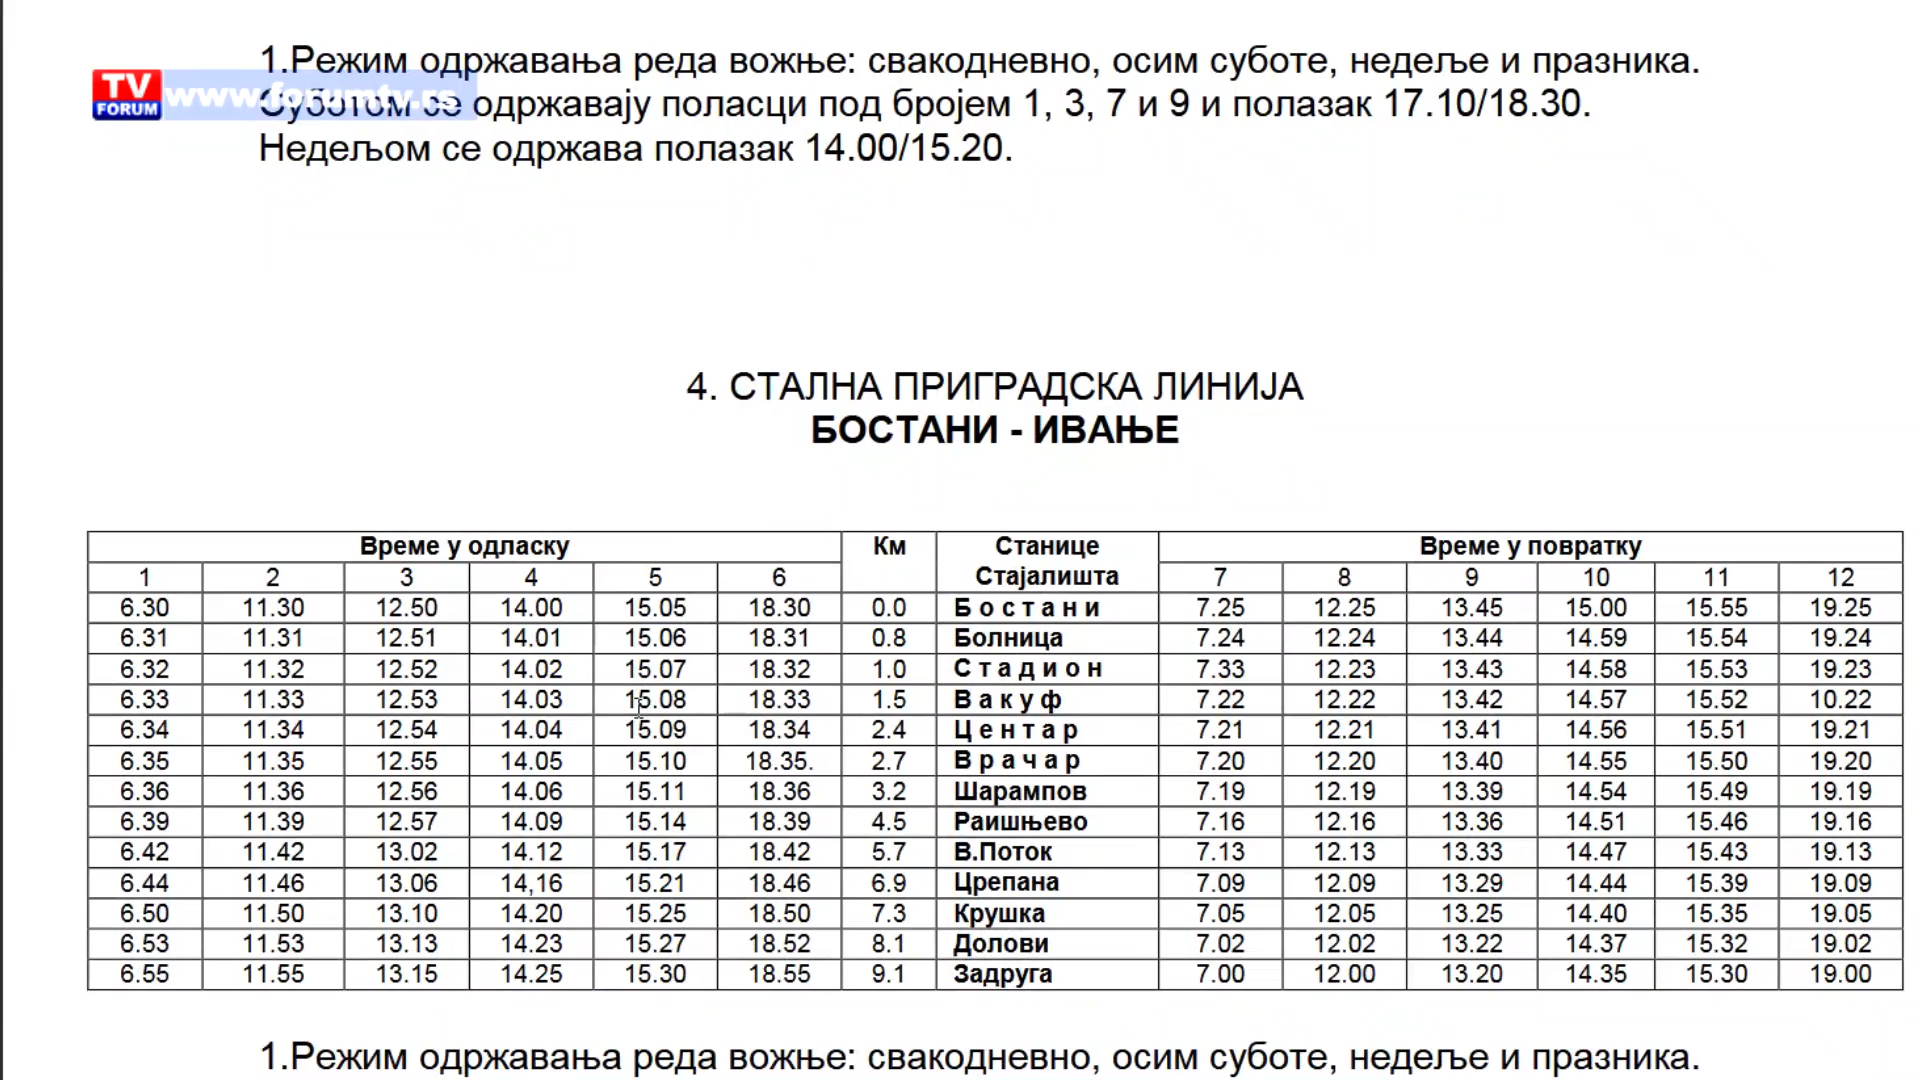 1.Режим одржавања реда вожње: свакодневно, осим суботе, недеље и празника.
TV FORUM www.forumtv.rs
Суботом се одржавају поласци под бројем 1, 3, 7 и 9 и полазак 17.10/18.30.
Недељом се одржава полазак 14.00/15.20.
4. СТАЛНА ПРИГРАДСКА ЛИНИЈА
БОСТАНИ - ИВАЊЕ
Време у одласку Км Станице Стајалишта Време у повратку
1 2 3 4 5 6 7 8 9 10 11 12
6.30 11.30 12.50 14.00 15.05 18.30 0.0 Б о с т а н и 7.25 12.25 13.45 15.00 15.55 19.25
6.31 11.31 12.51 14.01 15.06 18.31 0.8 Болница 7.24 12.24 13.44 14.59 15.54 19.24
6.32 11.32 12.52 14.02 15.07 18.32 1.0 С т а д и о н 7.33 12.23 13.43 14.58 15.53 19.23
6.33 11.33 12.53 14.03 15.08 18.33 1.5 В а к у ф 7.22 12.22 13.42 14.57 15.52 10.22
6.34 11.34 12.54 14.04 15.09 18.34 2.4 Ц е н т а р 7.21 12.21 13.41 14.56 15.51 19.21
6.35 11.35 12.55 14.05 15.10 18.35. 2.7 В р а ч а р 7.20 12.20 13.40 14.55 15.50 19.20
6.36 11.36 12.56 14.06 15.11 18.36 3.2 Шарампов 7.19 12.19 13.39 14.54 15.49 19.19
6.39 11.39 12.57 14.09 15.14 18.39 4.5 Раишњево 7.16 12.16 13.36 14.51 15.46 19.16
6.42 11.42 13.02 14.12 15.17 18.42 5.7 В.Поток 7.13 12.13 13.33 14.47 15.43 19.13
6.44 11.46 13.06 14,16 15.21 18.46 6.9 Црепана 7.09 12.09 13.29 14.44 15.39 19.09
6.50 11.50 13.10 14.20 15.25 18.50 7.3 Крушка 7.05 12.05 13.25 14.40 15.35 19.05
6.53 11.53 13.13 14.23 15.27 18.52 8.1 Долови 7.02 12.02 13.22 14.37 15.32 19.02
6.55 11.55 13.15 14.25 15.30 18.55 9.1 Задруга 7.00 12.00 13.20 14.35 15.30 19.00
1.Режим одржавања реда вожње: свакодневно, осим суботе, недеље и празника.